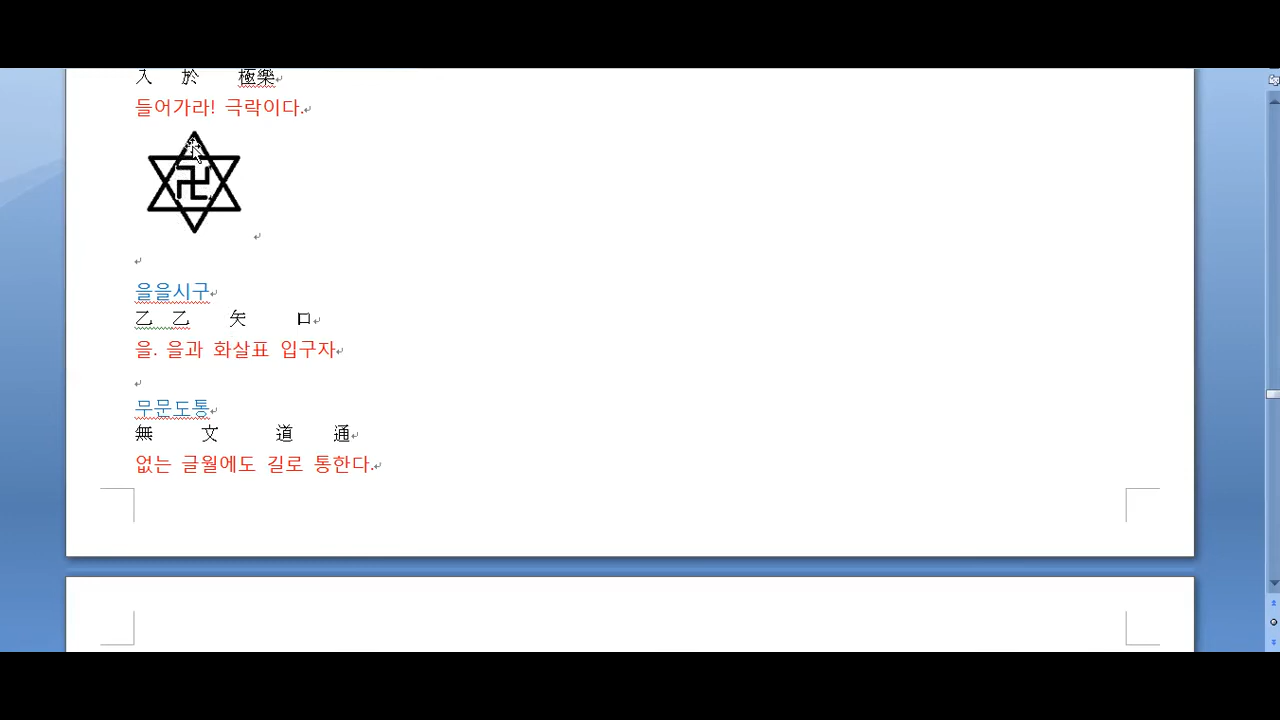 入 於 極樂
들어가라! 극락이다.
을을시구
乙 乙 矢 口
을. 을과 화살표 입구자
무문도통
無 文 道 通
없는 글월에도 길로 통한다.